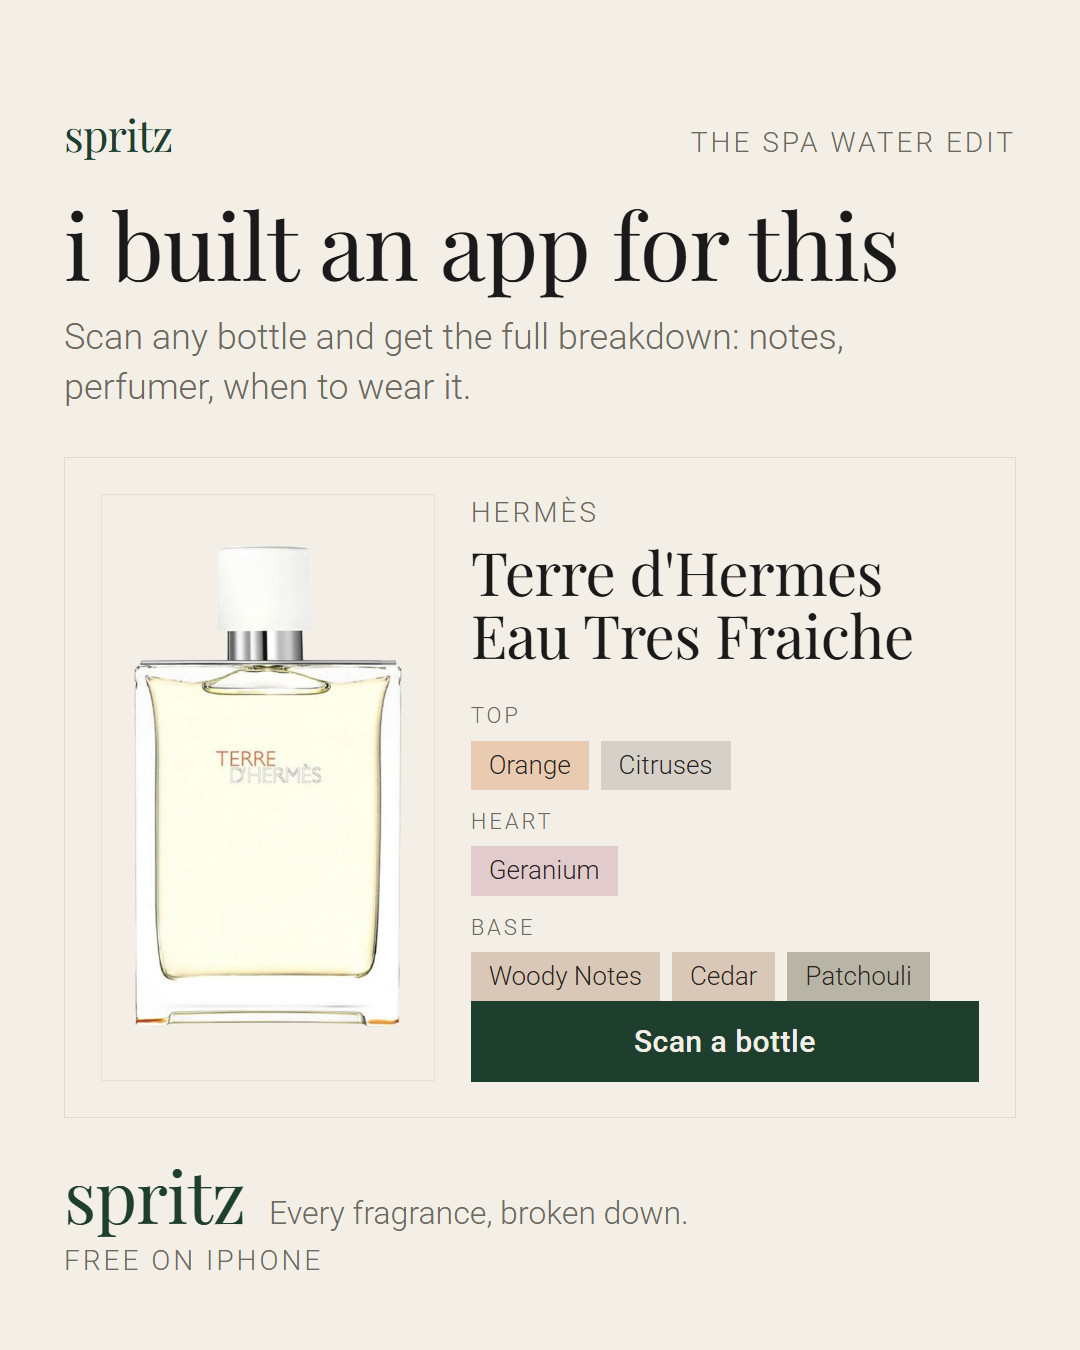 spritz
THE SPA WATER EDIT
i built an app for this
Scan any bottle and get the full breakdown: notes,
perfumer, when to wear it.
TERRE
D'HERMÈS
HERMÈS
Terre d'Hermes
Eau Tres Fraiche
TOP
Orange Citruses
HEART
Geranium
BASE
Woody Notes Cedar Patchouli
Scan a bottle
spritz Every fragrance, broken down.
FREE ON IPHONE